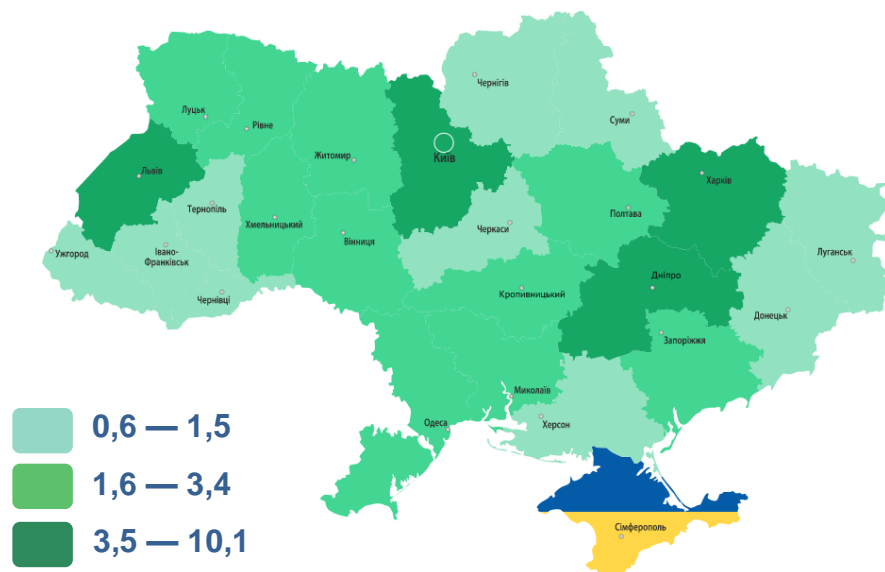 Чернігів
Луцьк
Суми
Рівне
Житомир
Київ
Львів
Харків
Тернопіль
Полтава
Хмельницький
Черкаси
Вінниця
Івано-
Франківськ
Ужгород
Луганськ
Дніпро
Чернівці
Кропивницький
Донецьк
Запоріжжя
Миколаїв
Одеса
Херсон
0,6 — 1,5
1,6 — 3,4
3,5 — 10,1
Сімферополь